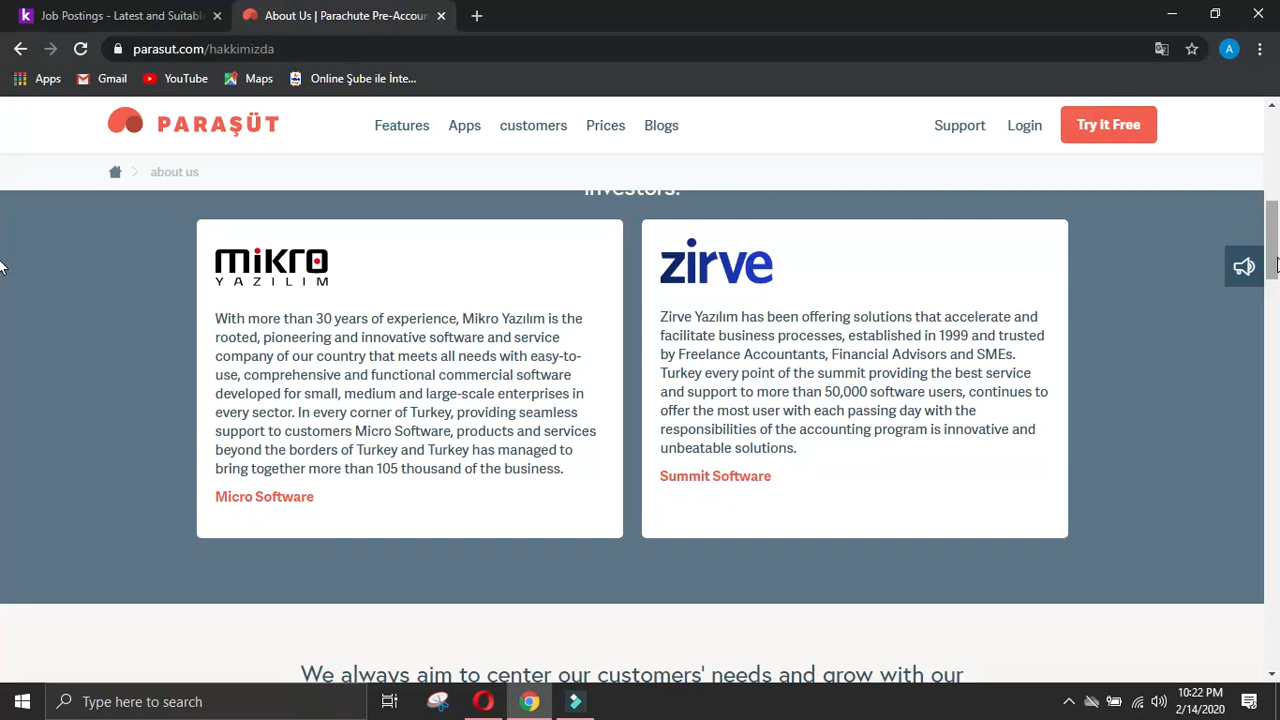 Job Postings - Latest and Suitabl
About Us | Parachute Pre-Accour
parasut.com/hakkimizda
A
Apps
Gmail
YouTube
Maps
Online Şube ile İnte...
PARAŞÜT
Features
Apps
customers
Prices
Blogs
Support
Login
Try It Free
about us
investors.
mikro
YAZILIM
With more than 30 years of experience, Mikro Yazılım is the
rooted, pioneering and innovative software and service
company of our country that meets all needs with easy-to-
use, comprehensive and functional commercial software
developed for small, medium and large-scale enterprises in
every sector. In every corner of Turkey, providing seamless
support to customers Micro Software, products and services
beyond the borders of Turkey and Turkey has managed to
bring together more than 105 thousand of the business.
Micro Software
zirve
Zirve Yazılım has been offering solutions that accelerate and
facilitate business processes, established in 1999 and trusted
by Freelance Accountants, Financial Advisors and SMEs.
Turkey every point of the summit providing the best service
and support to more than 50,000 software users, continues to
offer the most user with each passing day with the
responsibilities of the accounting program is innovative and
unbeatable solutions.
Summit Software
We always aim to center our customers' needs and grow with our
Type here to search
10:22 PM
2/14/2020